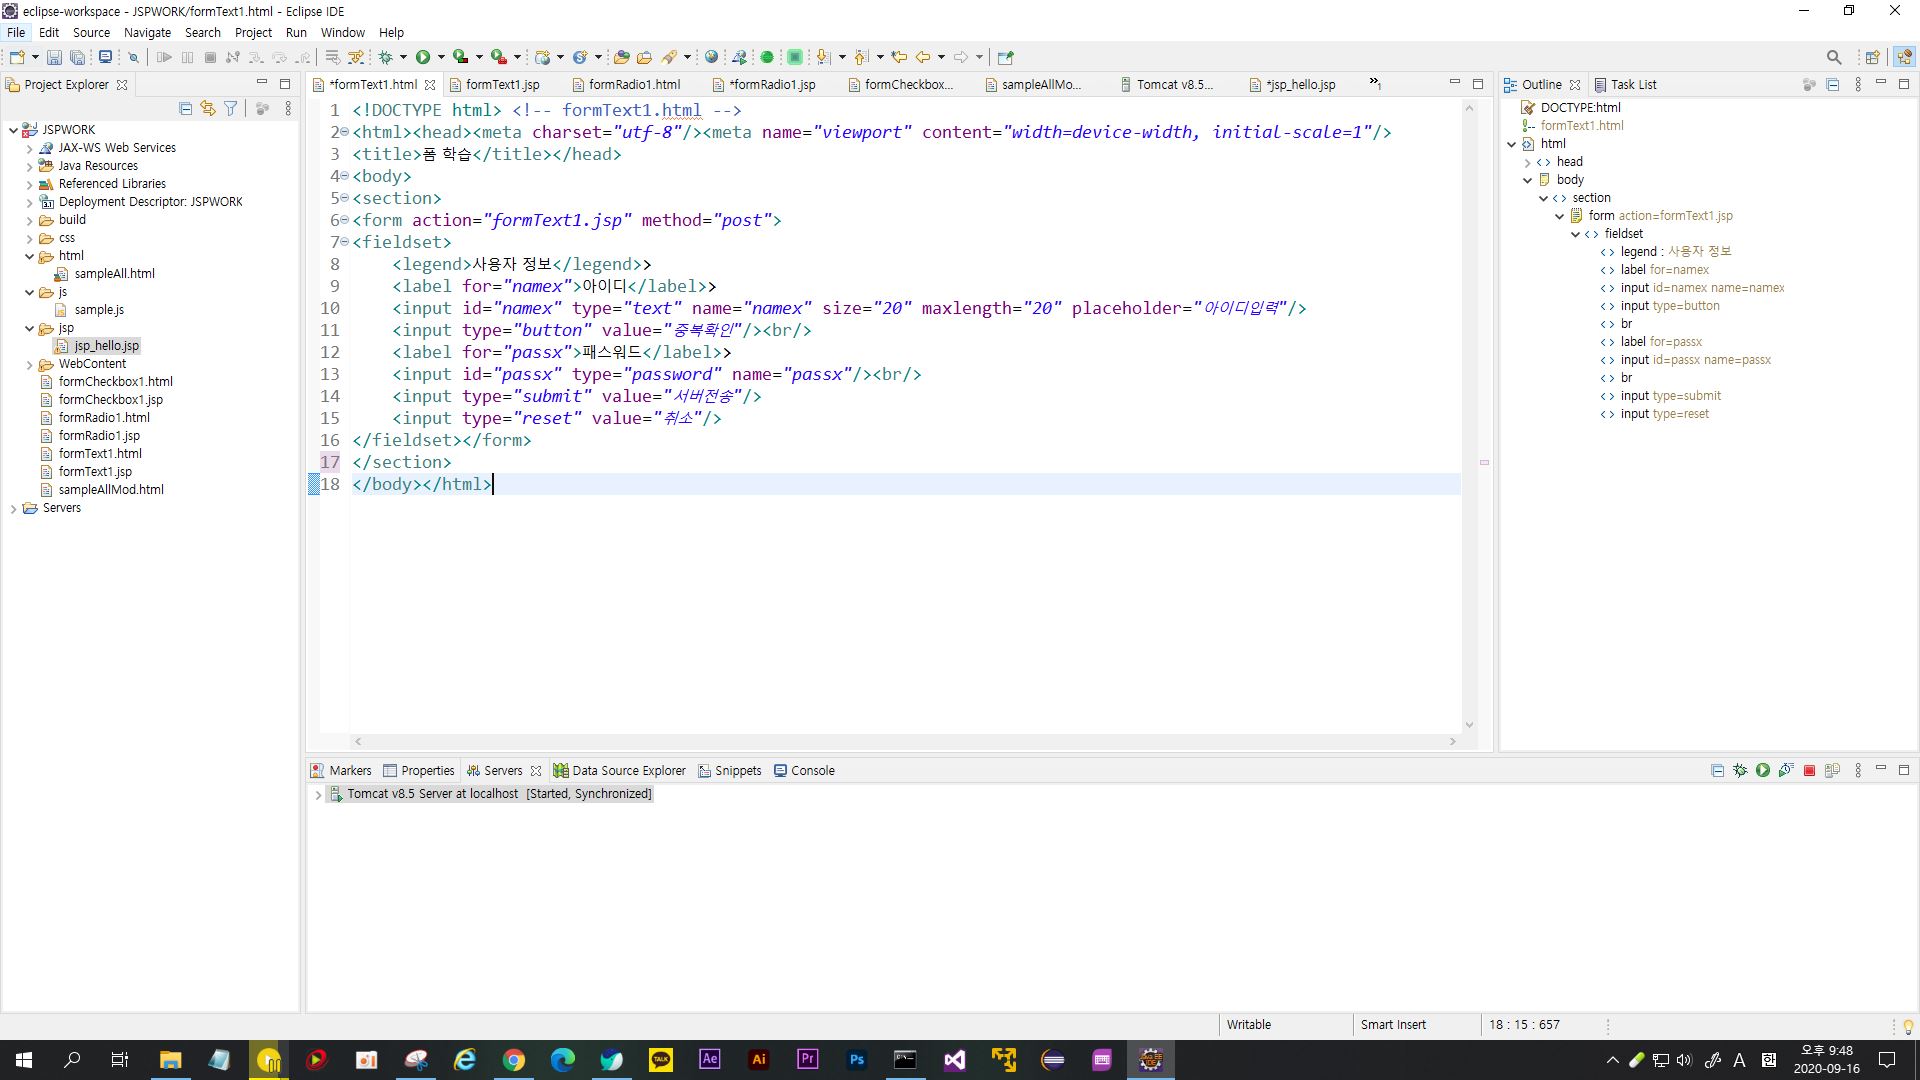 eclipse-workspace - JSPWORK/formText1.html - Eclipse IDE
File Edit Source Navigate Search Project Run Window Help
Project Explorer
JSPWORK
JAX-WS Web Services
Java Resources
Referenced Libraries
Deployment Descriptor: JSPWORK
build
css
html
sampleAll.html
js
sample.js
jsp
jsp_hello.jsp
WebContent
formCheckbox1.html
formCheckbox1.jsp
formRadio1.html
formRadio1.jsp
formText1.html
formText1.jsp
sampleAllMod.html
Servers
*formText1.html formText1.jsp formRadio1.html *formRadio1.jsp formCheckbox... sampleAllMo... Tomcat v8.5... *jsp_hello.jsp »1
1 <!DOCTYPE html> <!-- formText1.html -->
2 <html><head><meta charset="utf-8"/><meta name="viewport" content="width=device-width, initial-scale=1"/>
3 <title>폼 학습</title></head>
4 <body>
5 <section>
6 <form action="formText1.jsp" method="post">
7 <fieldset>
8 <legend>사용자 정보</legend>>
9 <label for="namex">아이디</label>>
10 <input id="namex" type="text" name="namex" size="20" maxlength="20" placeholder="아이디입력"/>
11 <input type="button" value="중복확인"/><br/>
12 <label for="passx">패스워드</label>>
13 <input id="passx" type="password" name="passx"/><br/>
14 <input type="submit" value="서버전송"/>
15 <input type="reset" value="취소"/>
16 </fieldset></form>
17 </section>
18 </body></html>
Outline Task List
DOCTYPE:html
formText1.html
html
head
body
section
form action=formText1.jsp
fieldset
legend : 사용자 정보
label for=namex
input id=namex name=namex
input type=button
br
label for=passx
input id=passx name=passx
br
input type=submit
input type=reset
Markers Properties Servers Data Source Explorer Snippets Console
Tomcat v8.5 Server at localhost [Started, Synchronized]
Writable Smart Insert 18 : 15 : 657
TALK Ae Ai Pr Ps A 오후 9:48
2020-09-16